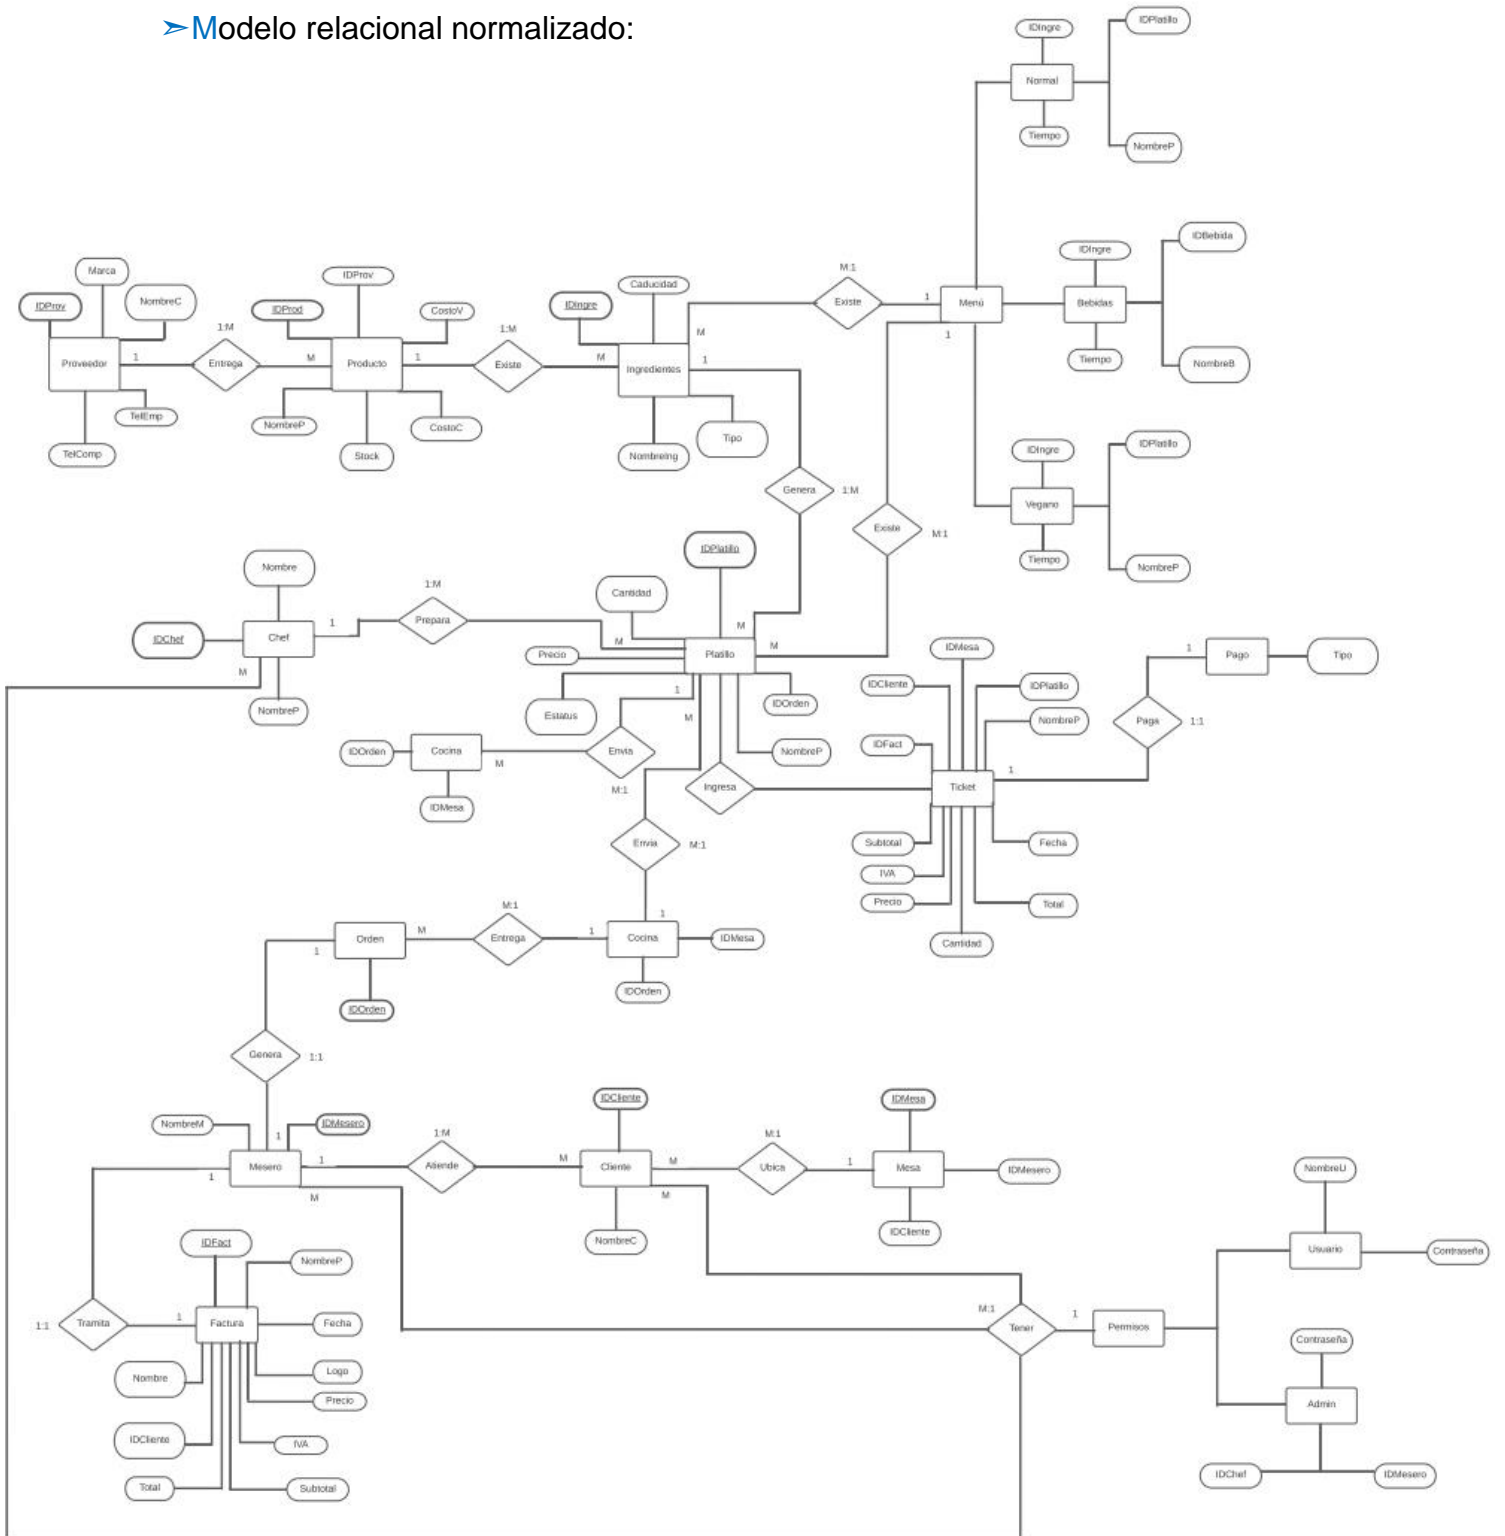 ➢Modelo relacional normalizado:
IDPlatillo
IDIngre
Normal
Tiempo
NombreP
IDBebida
IDIngre
Marca
M:1
IDProv
Caducidad
NombreC
IDProv
IDProd
CostoV
IDIngre
Existe
1
Menú
Bebidas
1:M
1:M
M
1
1
M
1
M
1
Proveedor
Entrega
Producto
Existe
Ingredientes
Tiempo
NombreB
TelEmp
NombreP
CostoC
Tipo
TelComp
Stock
NombreIng
IDPlatillo
IDIngre
Genera
1:M
Vegano
Existe
M:1
IDPlatillo
Tiempo
NombreP
Nombre
1:M
Cantidad
1
Prepara
M
M
M
IDChef
Chef
Precio
Platillo
IDMesa
1
Pago
Tipo
M
IDCliente
IDPlatillo
1
IDOrden
NombreP
Estatus
M
NombreP
Paga
1:1
IDOrden
Cocina
Envia
NombreP
IDFact
M
1
M:1
Ingresa
Ticket
IDMesa
Envia
M:1
Subtotal
Fecha
IVA
Precio
Total
M:1
1
M
1
Orden
Entrega
Cocina
IDMesa
Cantidad
1
IDOrden
IDOrden
Genera
1:1
IDCliente
IDMesa
NombreM
IDMesero
1
1:M
M:1
1
M
M
1
Mesero
Atiende
Cliente
Ubica
Mesa
IDMesero
1
M
M
NombreU
IDCliente
NombreC
IDFact
NombreP
Usuario
Contraseña
M:1
1
1:1
Tramita
1
Factura
Fecha
Tener
Permisos
Contraseña
Nombre
Logo
Precio
Admin
IDCliente
IVA
Total
Subtotal
IDChef
IDMesero